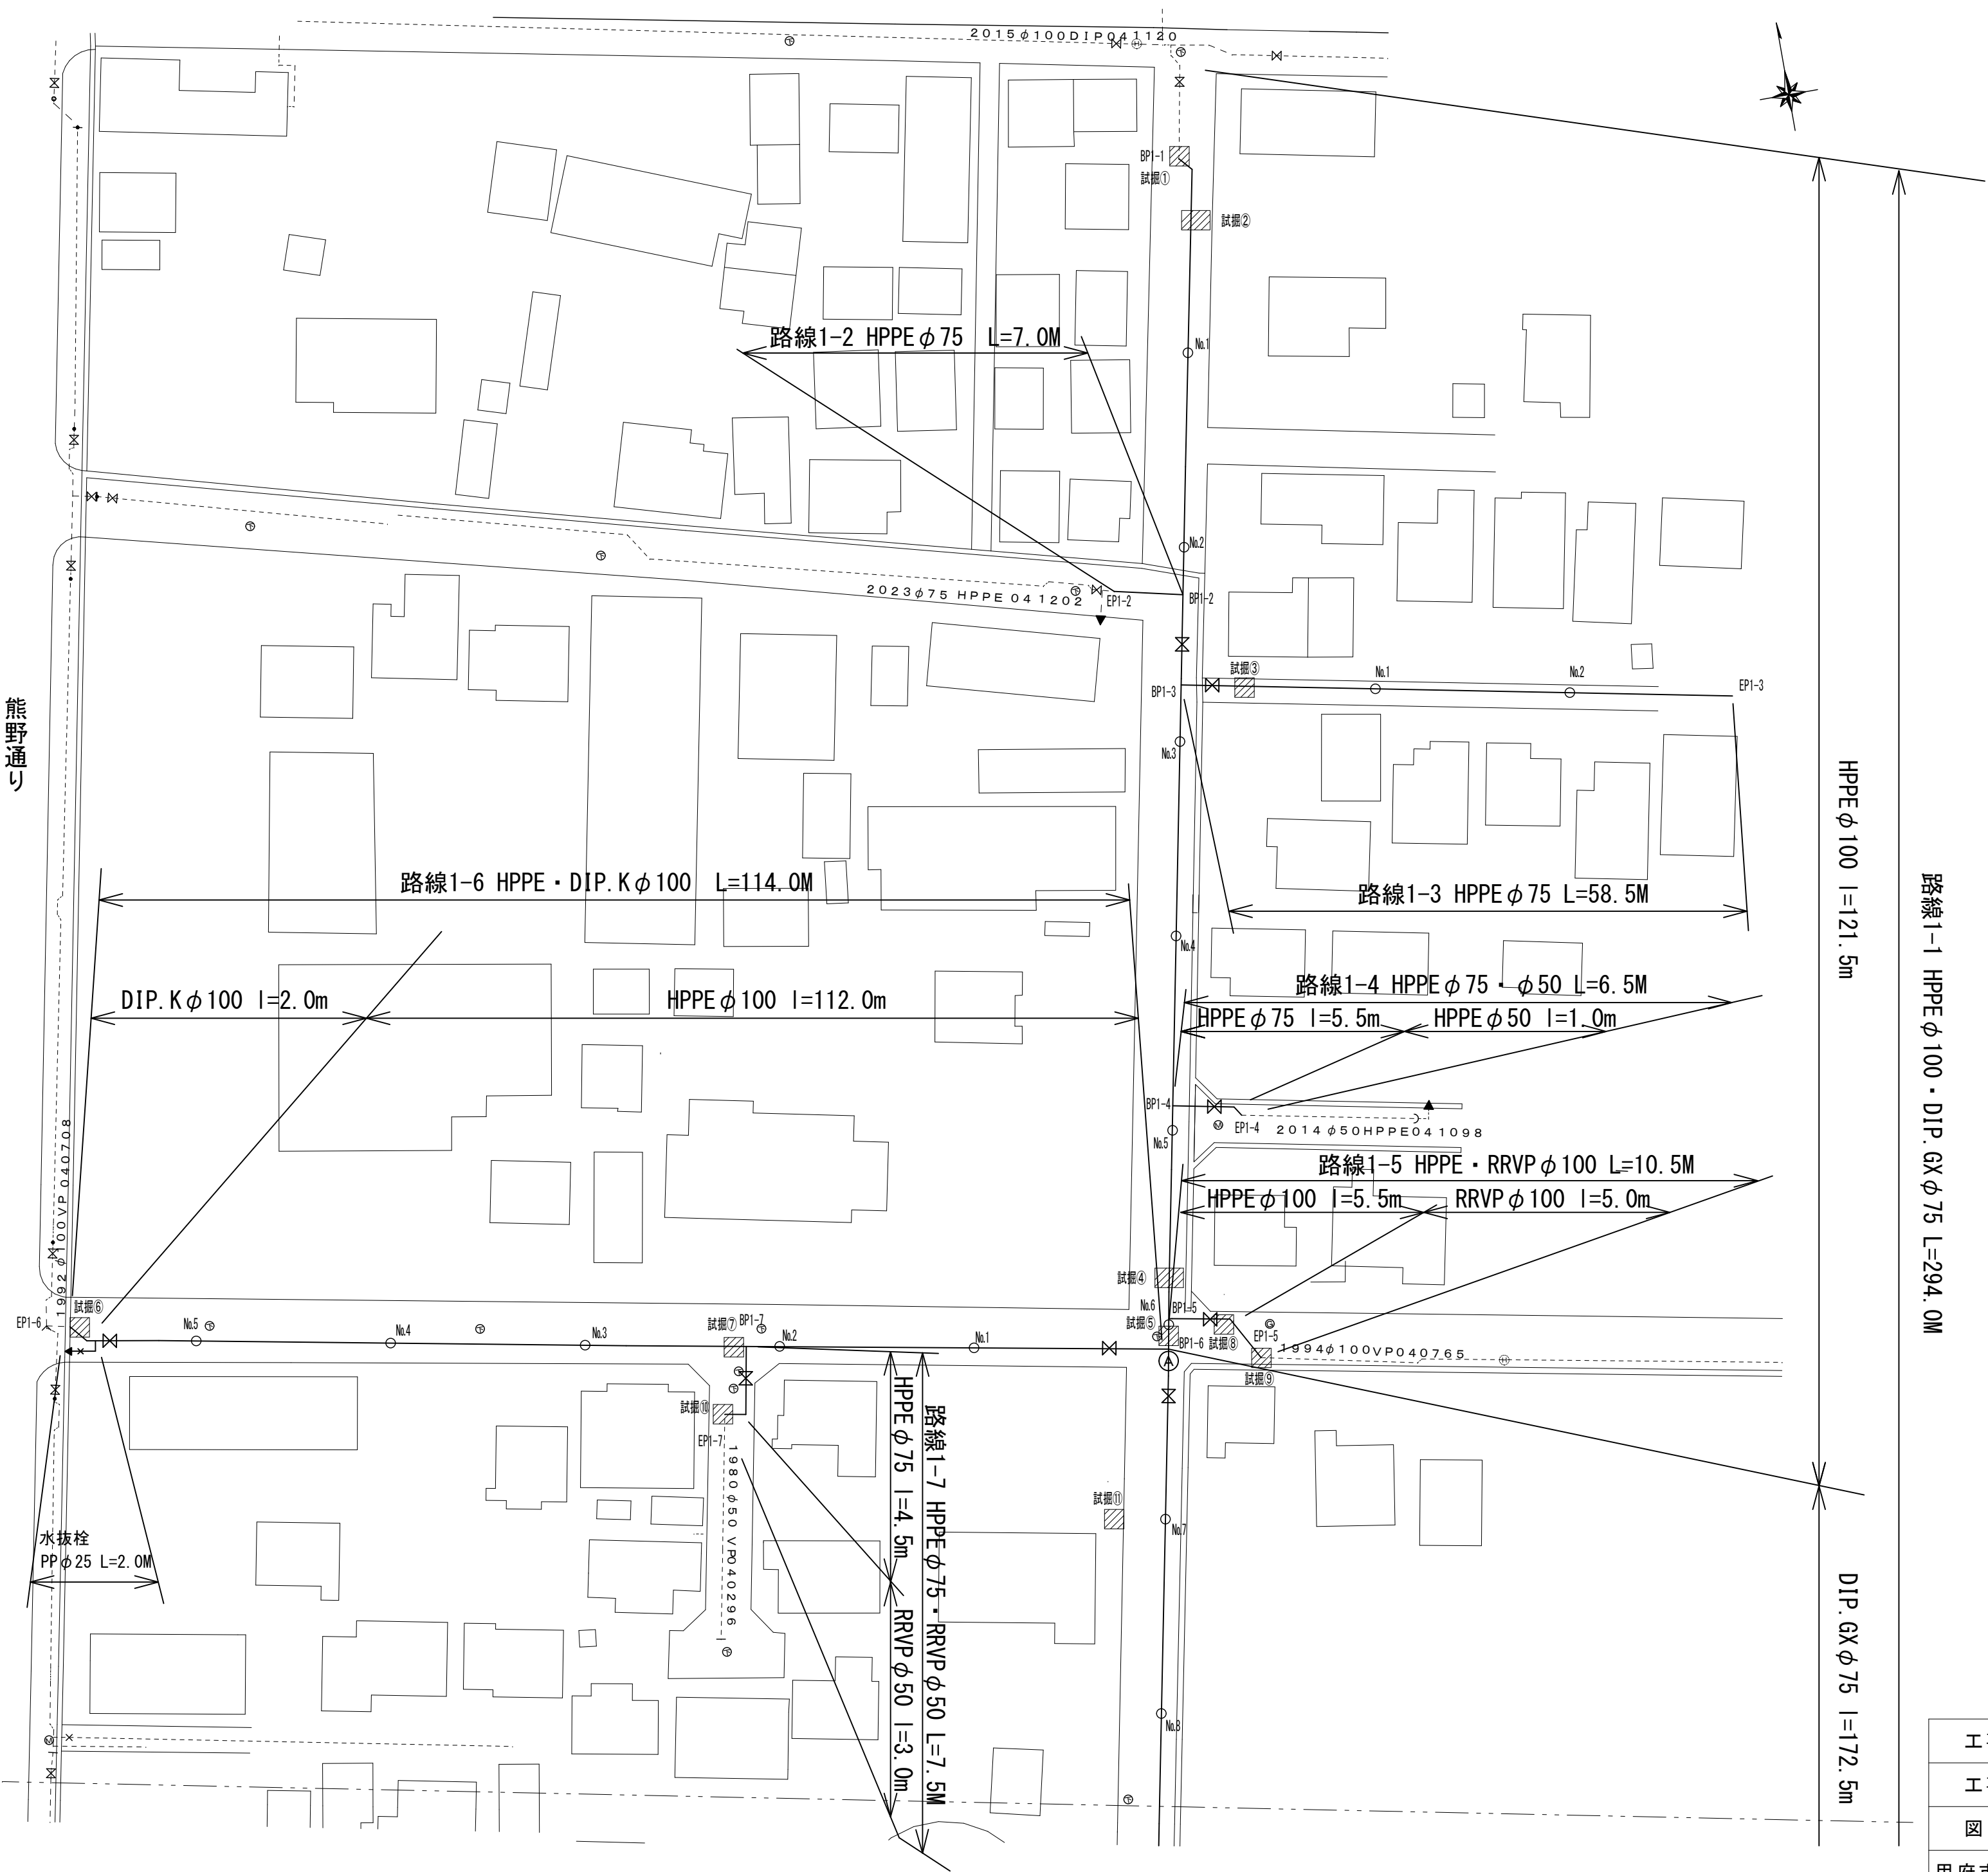 2015φ100DIP041120
BP1-1
試掘①
試掘②
路線1-2 HPPEφ75 L=7.0M
No.1
No.2
2023φ75 HPPE 041202
EP1-2
BP1-2
試掘③
No.1
No.2
EP1-3
BP1-3
No.3
熊野通り
HPPEφ100 l=121.5m
路線1-1 HPPEφ100・DIP.GXφ75 L=294.0M
路線1-6 HPPE・DIP.Kφ100 L=114.0M
路線1-3 HPPEφ75 L=58.5M
No.4
DIP.Kφ100 l=2.0m
HPPEφ100 l=112.0m
路線1-4 HPPEφ75・φ50 L=6.5M
HPPEφ75 l=5.5m
HPPEφ50 l=1.0m
BP1-4
EP1-4
2014φ50HPPE041098
No.5
路線1-5 HPPE・RRVPφ100 L=10.5M
HPPEφ100 l=5.5m
RRVPφ100 l=5.0m
1992φ100VP040708
試掘④
No.6
BP1-5
試掘⑥
EP1-6
No.5
No.4
No.3
試掘⑦
BP1-7
No.2
No.1
試掘⑤
BP1-6
試掘⑧
EP1-5
A
1994φ100VP040765
試掘⑨
試掘⑩
EP1-7
1980φ50 VP040296
HPPEφ75 l=4.5m
路線1-7 HPPEφ75・RRVPφ50 L=7.5M
RRVPφ50 l=3.0m
試掘⑪
No.7
水抜栓
PPφ25 L=2.0M
DIP.GXφ75 l=172.5m
No.8
工
工
図